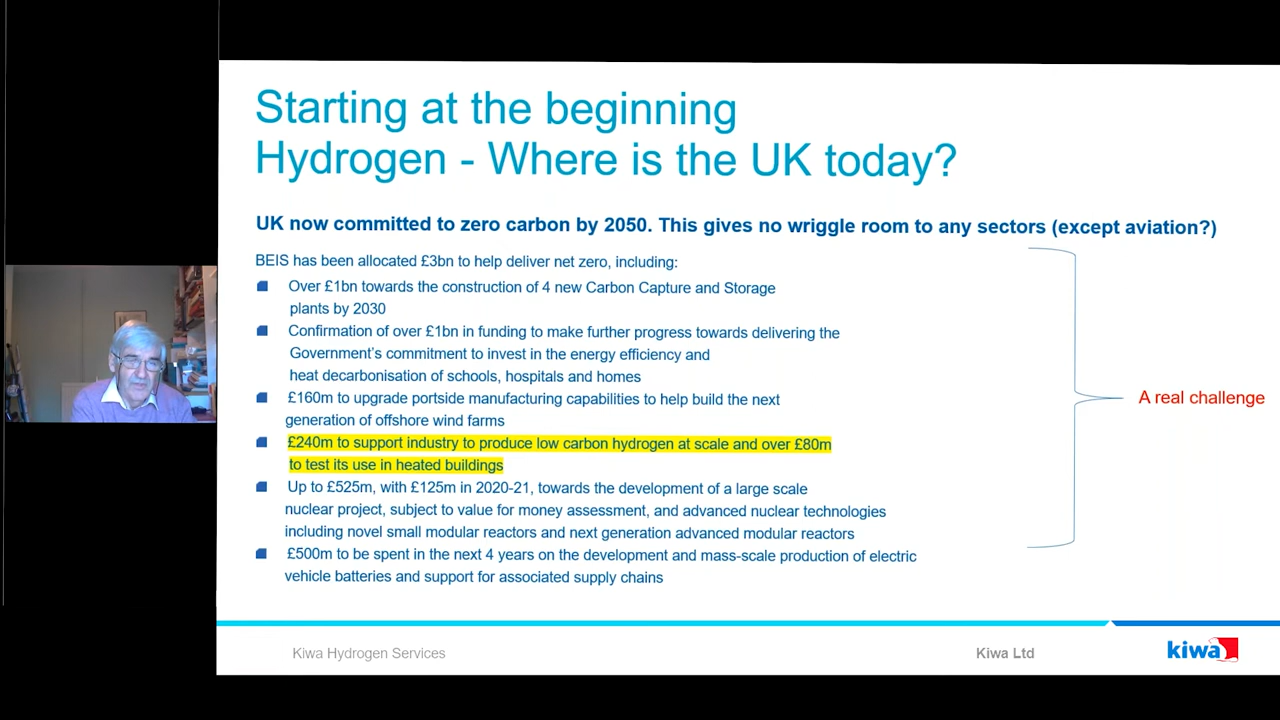 Starting at the beginning
Hydrogen - Where is the UK today?
UK now committed to zero carbon by 2050. This gives no wriggle room to any sectors (except aviation?)
BEIS has been allocated £3bn to help deliver net zero, including:
Over £1bn towards the construction of 4 new Carbon Capture and Storage
plants by 2030
Confirmation of over £1bn in funding to make further progress towards delivering the
Government's commitment to invest in the energy efficiency and
heat decarbonisation of schools, hospitals and homes
£160m to upgrade portside manufacturing capabilities to help build the next
generation of offshore wind farms
£240m to support industry to produce low carbon hydrogen at scale and over £80m
to test its use in heated buildings
Up to £525m, with £125m in 2020-21, towards the development of a large scale
nuclear project, subject to value for money assessment, and advanced nuclear technologies
including novel small modular reactors and next generation advanced modular reactors
£500m to be spent in the next 4 years on the development and mass-scale production of electric
vehicle batteries and support for associated supply chains
A real challenge
Kiwa Hydrogen Services
Kiwa Ltd
kiwa